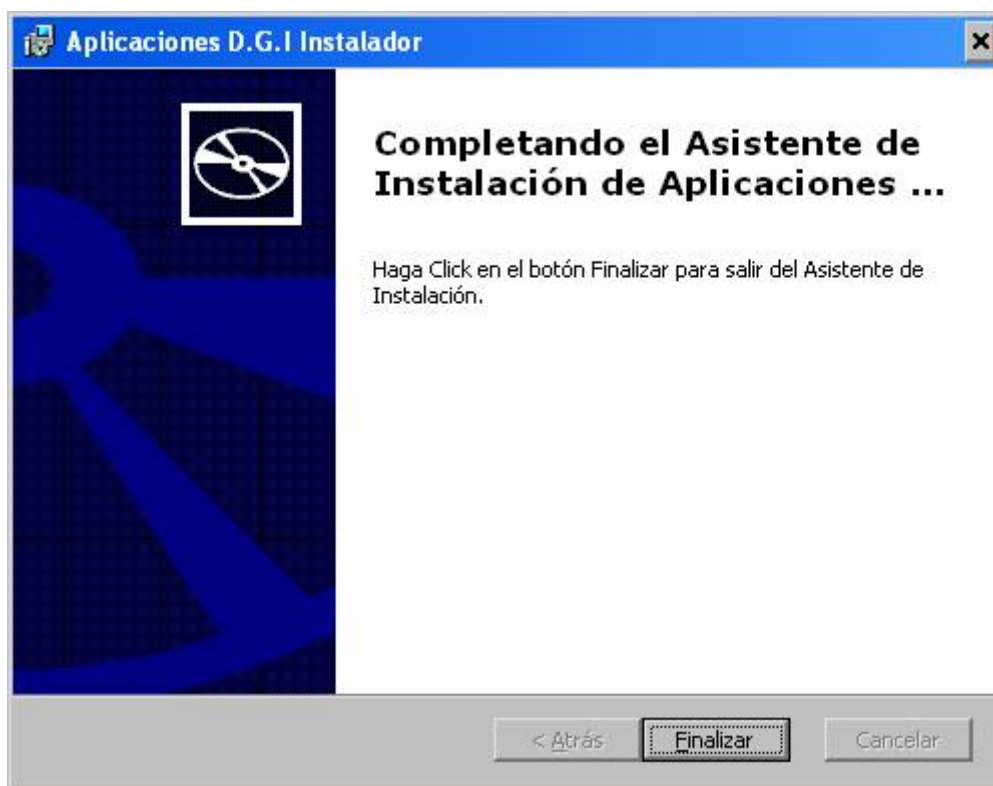 Aplicaciones D.G.I Instalador
Completando el Asistente de
Instalación de Aplicaciones ...
Haga Click en el botón Finalizar para salir del Asistente de
Instalación.
< Atrás
Finalizar
Cancelar